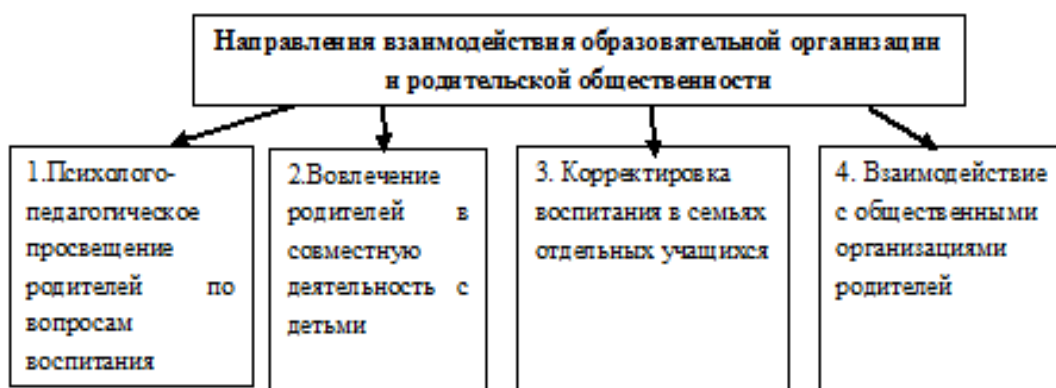 Направления взаимодействия образовательной организации
и родительской общественности
1.Психолого-
педагогическое
просвещение
родителей по
вопросам
воспитания
2.Вовлечение
родителей в
совместную
деятельность с
детьми
3. Корректировка
воспитания в семьях
отдельных учащихся
4. Взаимодействие
с общественными
организациями
родителей